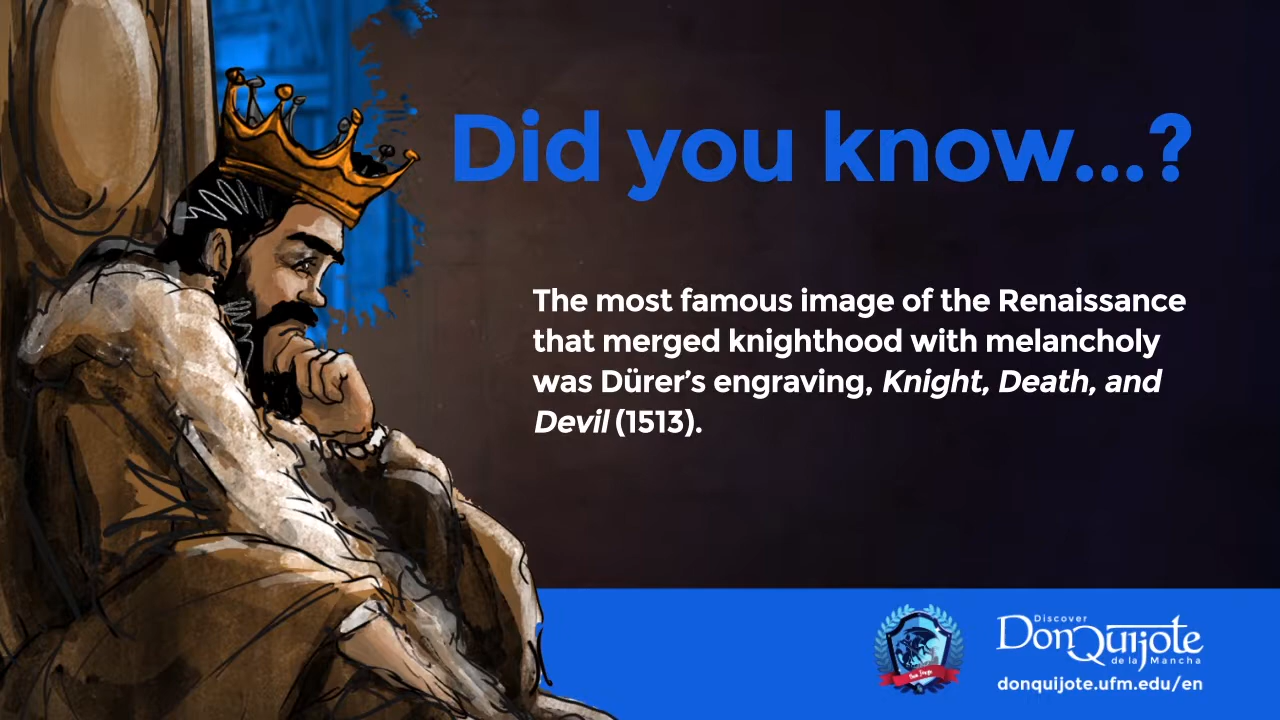 Did you know...?
The most famous image of the Renaissance
that merged knighthood with melancholy
was Dürer’s engraving, Knight, Death, and
Devil (1513).
Discover
DonQuijote
de la Mancha
donquijote.ufm.edu/en